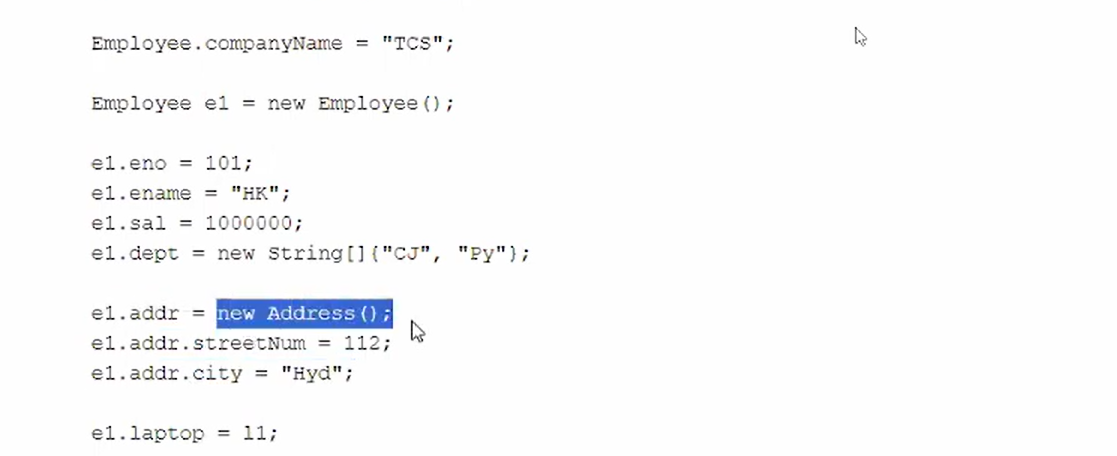 Employee.companyName = "TCS";
Employee e1 = new Employee();
e1.eno = 101;
e1.ename = "HK";
e1.sal = 1000000;
e1.dept = new String[]{"CJ", "Py"};
e1.addr = new Address();
e1.addr.streetNum = 112;
e1.addr.city = "Hyd";
e1.laptop = l1;